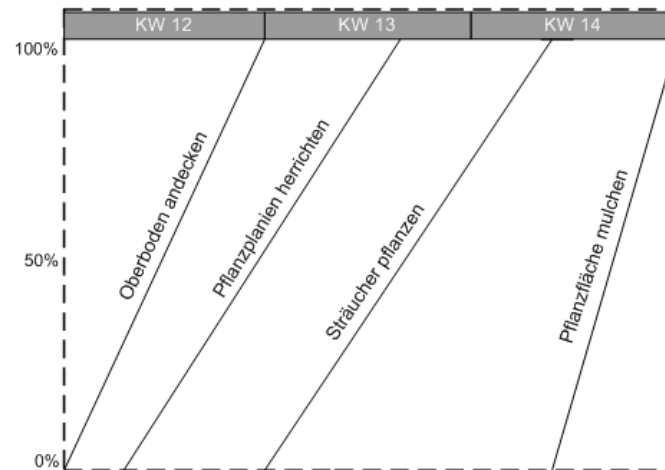 KW 12
KW 13
KW 14
100%
50%
0%
Oberboden andecken
Pflanzplanien herrichten
Sträucher pflanzen
Pflanzfläche mulchen